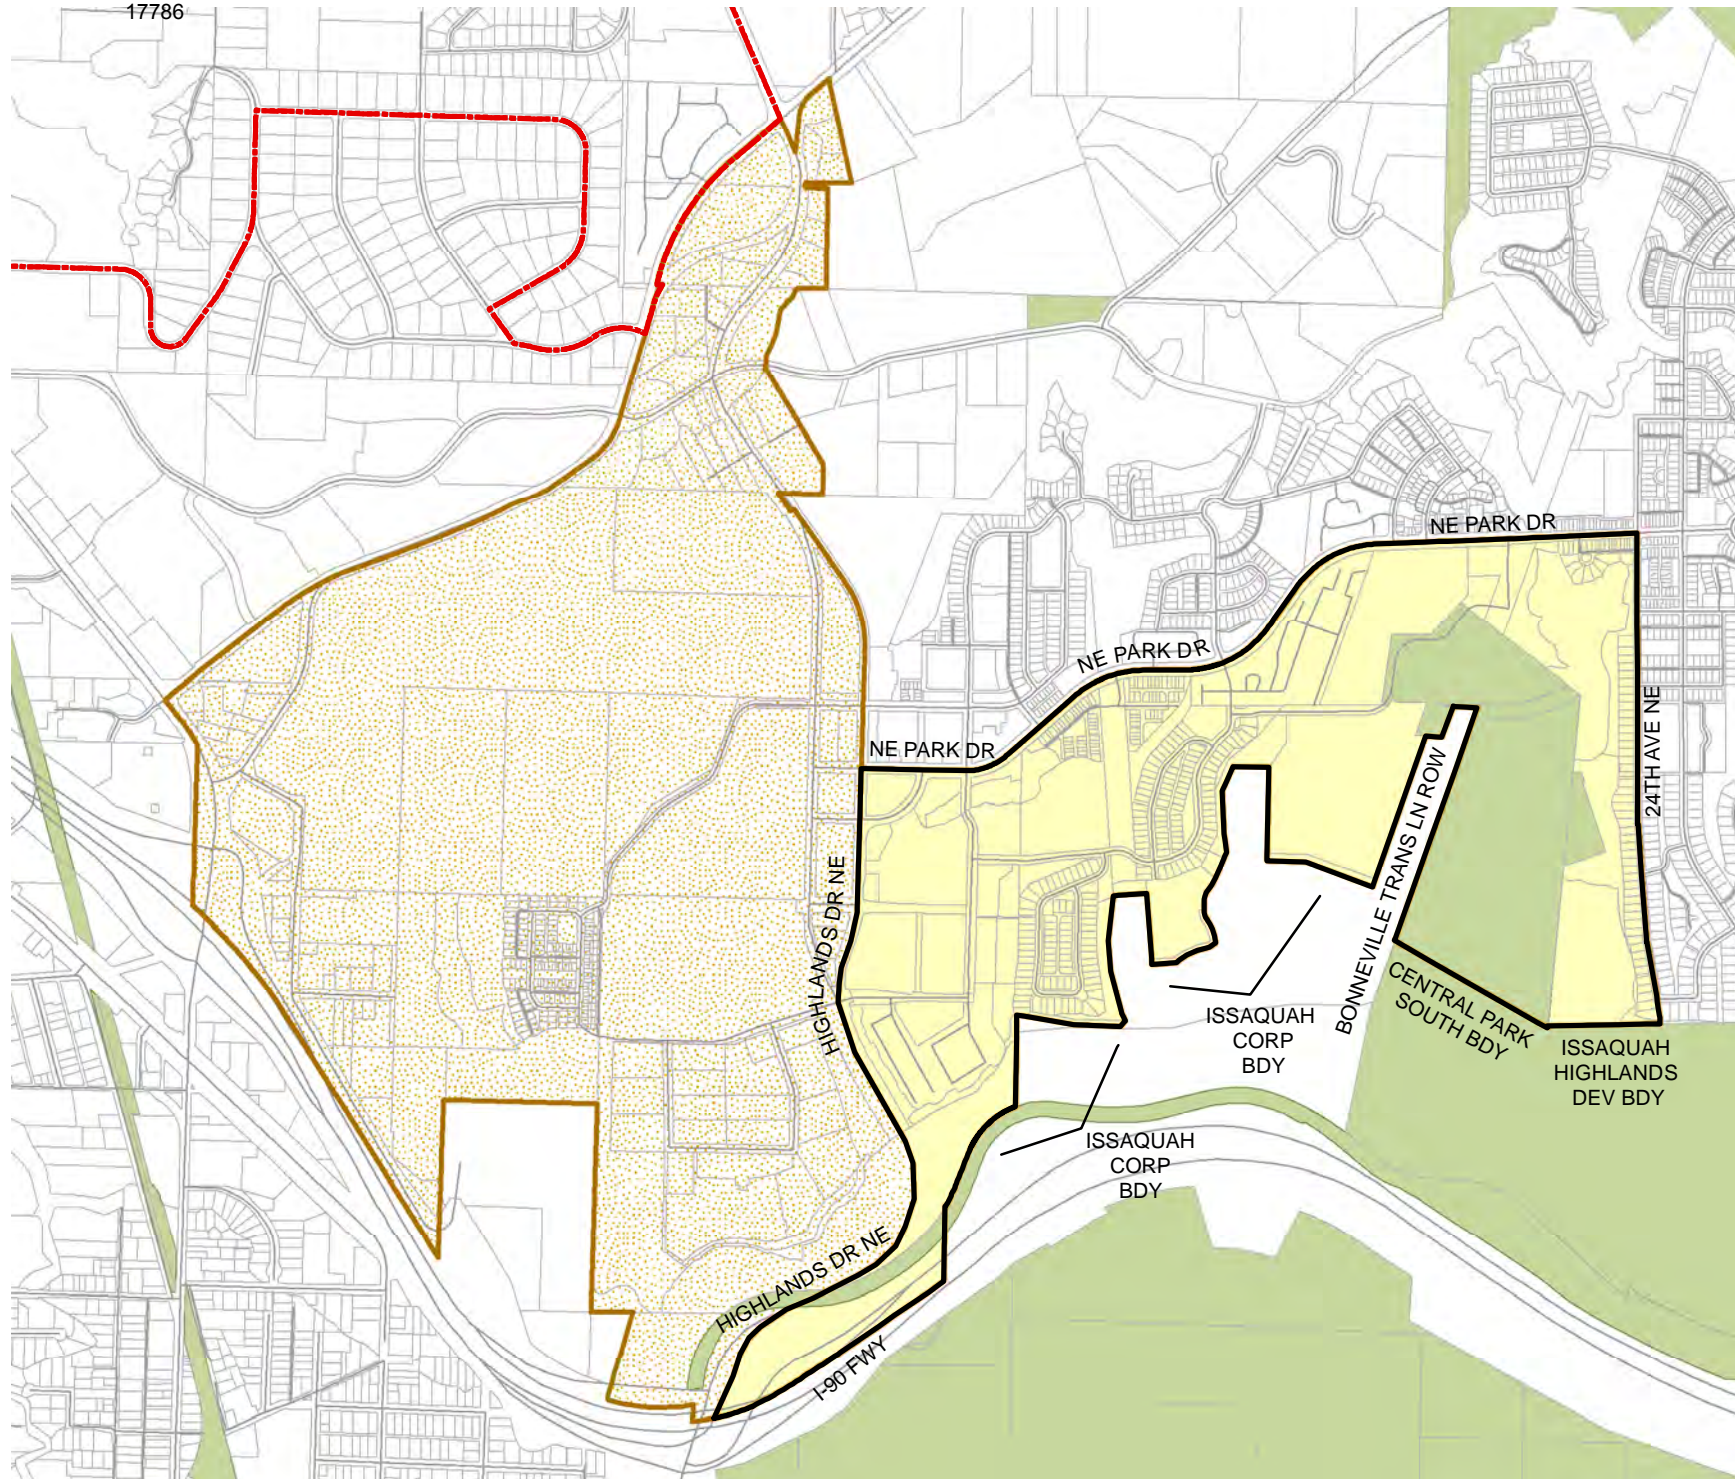 17786
NE PARK DR
NE PARK DR
NE PARK DR
24TH AVE NE
BONNEVILLE TRANS LN ROW
HIGHLANDS DR NE
CENTRAL PARK
SOUTH BDY
ISSAQUAH
CORP
BDY
ISSAQUAH
HIGHLANDS
DEV BDY
ISSAQUAH
CORP
BDY
HIGHLANDS DR NE
I-90 FWY